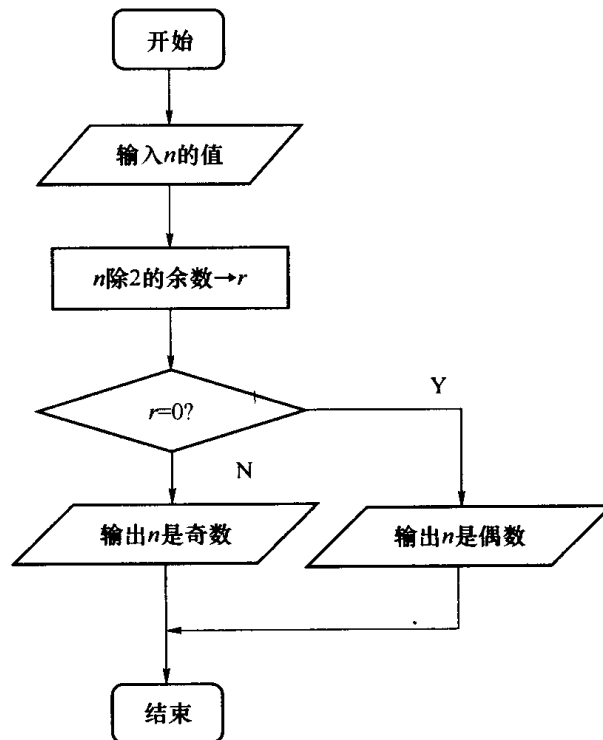 开始
输入n的值
n除2的余数→r
r=0?
Y
N
输出n是奇数
输出n是偶数
结束